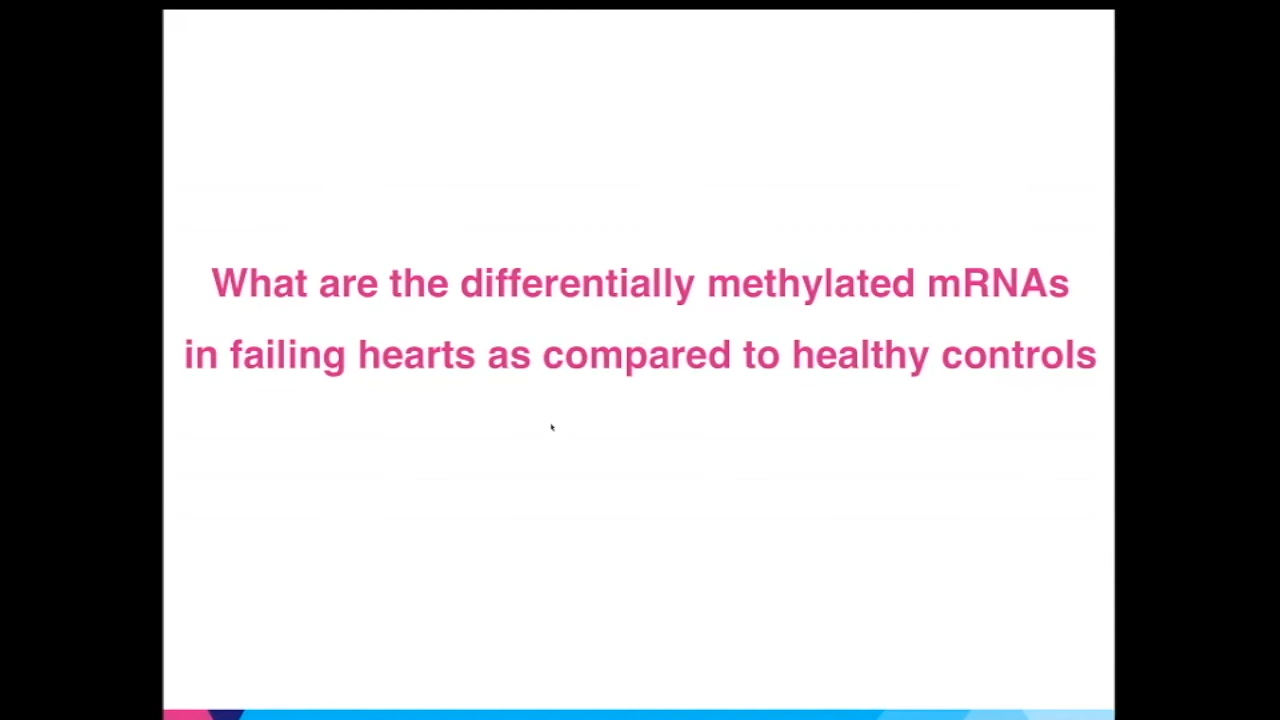 What are the differentially methylated mRNAs
in failing hearts as compared to healthy controls